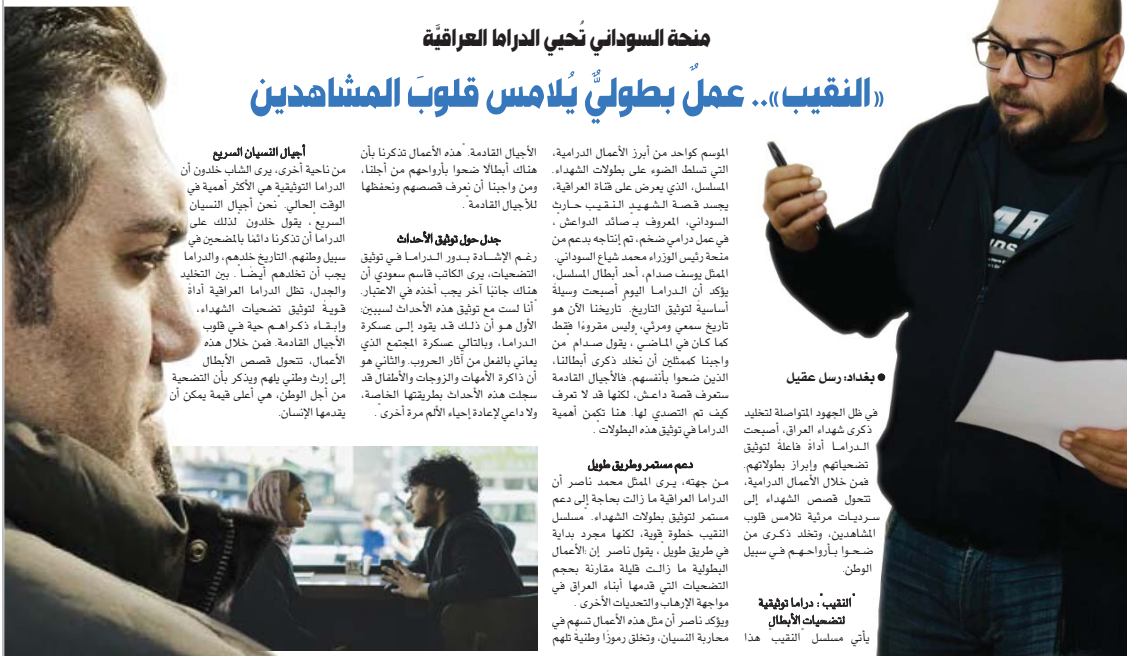 منحة السوداني تُحيي الدراما العراقيَّة
«النقيب».. عملٌ بطوليٌّ يُلامس قلوبَ المشاهدين
● بغداد: رسل عقيل
في ظل الجهود المتواصلة لتخليد
ذكرى شهداء العراق، أصبحت
الدراما أداة فاعلة لتوثيق
تضحياتهم وإبراز بطولاتهم.
فمن خلال الأعمال الدرامية،
تتحول قصص الشهداء إلى
سرديات مرئية تلامس قلوب
المشاهدين، وتخلد ذكرى من
ضحوا بأرواحهم في سبيل
الوطن.
"النقيب": دراما توثيقية
لتضحيات الأبطال
يأتي مسلسل "النقيب" هذا
الموسم كواحد من أبرز الأعمال الدرامية،
التي تسلط الضوء على بطولات الشهداء.
المسلسل، الذي يعرض على قناة العراقية،
يجسد قصة الشهيد النقيب حارث
السوداني، المعروف بـ"صائد الدواعش"،
في عمل درامي ضخم، تم إنتاجه بدعم من
منحة رئيس الوزراء محمد شياع السوداني.
الممثل يوسف صدام، أحد أبطال المسلسل،
يؤكد أن الدراما اليوم أصبحت وسيلة
أساسية لتوثيق التاريخ. "تاريخنا الآن هو
تاريخ سمعي ومرئي، وليس مقروءًا فقط
كما كان في الماضي"، يقول صدام "من
واجبنا كممثلين أن نخلد ذكرى أبطالنا،
الذين ضحوا بأنفسهم. فالأجيال القادمة
ستعرف قصة داعش، لكنها قد لا تعرف
كيف تم التصدي لها. هنا تكمن أهمية
الدراما في توثيق هذه البطولات".
دعم مستمر وطريق طويل
من جهته، يرى الممثل محمد ناصر أن
الدراما العراقية ما زالت بحاجة إلى دعم
مستمر لتوثيق بطولات الشهداء. "مسلسل
النقيب خطوة قوية، لكنها مجرد بداية
في طريق طويل"، يقول ناصر "إن الأعمال
البطولية ما زالت قليلة مقارنة بحجم
التضحيات التي قدمها أبناء العراق في
مواجهة الإرهاب والتحديات الأخرى".
ويؤكد ناصر أن مثل هذه الأعمال تسهم في
محاربة النسيان، وتخلق رموزًا وطنية تلهم
الأجيال القادمة. "هذه الأعمال تذكرنا بأن
هناك أبطالًا ضحوا بأرواحهم من أجلنا،
ومن واجبنا أن نعرف قصصهم ونحفظها
للأجيال القادمة".
جدل حول توثيق الأحداث
رغم الإشادة بدور الدراما في توثيق
التضحيات، يرى الكاتب قاسم سعودي أن
هناك جانبًا آخر يجب أخذه في الاعتبار.
"أنا لست مع توثيق هذه الأحداث لسببين:
الأول هو أن ذلك قد يقود إلى عسكرة
الدراما، وبالتالي عسكرة المجتمع الذي
يعاني بالفعل من آثار الحروب. والثاني هو
أن ذاكرة الأمهات والزوجات والأطفال قد
سجلت هذه الأحداث بطريقتها الخاصة،
ولا داعي لإعادة إحياء الألم مرة أخرى".
أجيال النسيان السريع
من ناحية أخرى، يرى الشاب خلدون أن
الدراما التوثيقية هي الأكثر أهمية في
الوقت الحالي. "نحن أجيال النسيان
السريع"، يقول خلدون "لذلك على
الدراما أن تذكرنا دائمًا بالمضحين في
سبيل وطنهم. التاريخ خلدهم، والدراما
يجب أن تخلدهم أيضا". بين التخليد
والجدل، تظل الدراما العراقية أداة
قوية لتوثيق تضحيات الشهداء،
وإبقاء ذكراهم حية في قلوب
الأجيال القادمة. فمن خلال هذه
الأعمال، تتحول قصص الأبطال
إلى إرث وطني يلهم ويذكر بأن التضحية
من أجل الوطن، هي أعلى قيمة يمكن أن
يقدمها الإنسان.